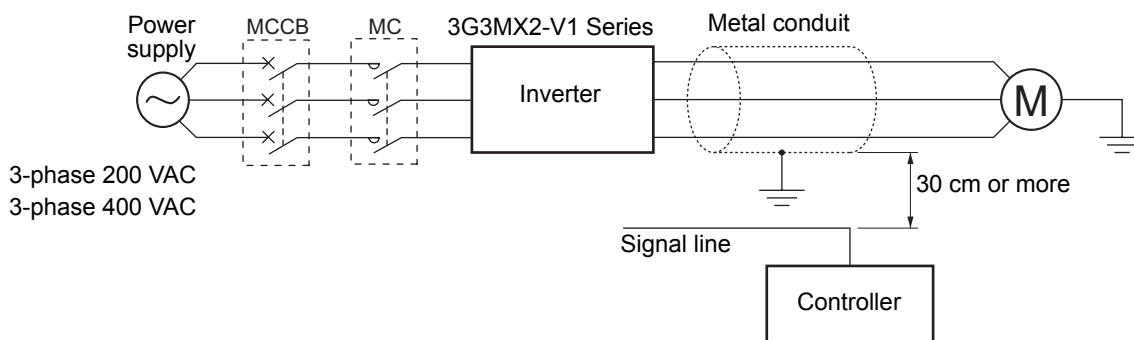 Power
supply
MCCB
MC
3G3MX2-V1 Series
Metal conduit
Inverter
M
3-phase 200 VAC
3-phase 400 VAC
30 cm or more
Signal line
Controller